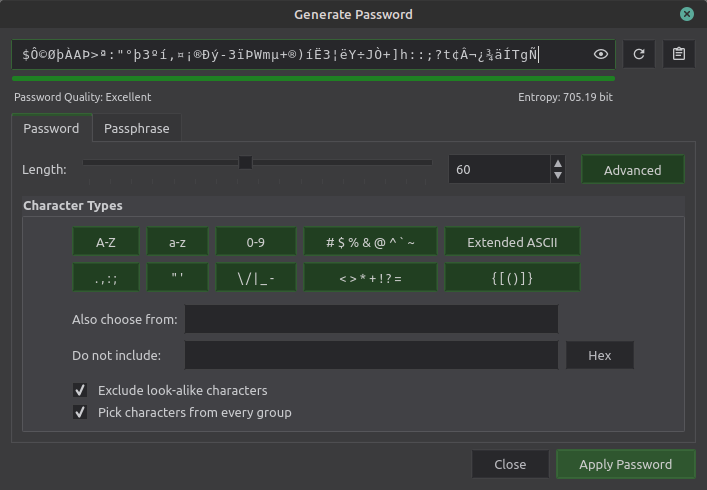 Generate Password
$Ô©ØþÀAÞ>ª:"°þ3ºí,¤¡®Ðý-3ïÞWmµ+®)íË3¦ëY÷JÒ+]h::;?t¢Â¬¿¾äÍTgÑ
Password Quality: Excellent Entropy: 705.19 bit
Password Passphrase
Length: 60 Advanced
Character Types
A-Z a-z 0-9 # $ % & @ ^ ` ~ Extended ASCII
. , : ; " ' \ / | _ - < > * + ! ? = { [ ( ) ] }
Also choose from:
Do not include: Hex
Exclude look-alike characters
Pick characters from every group
Close Apply Password